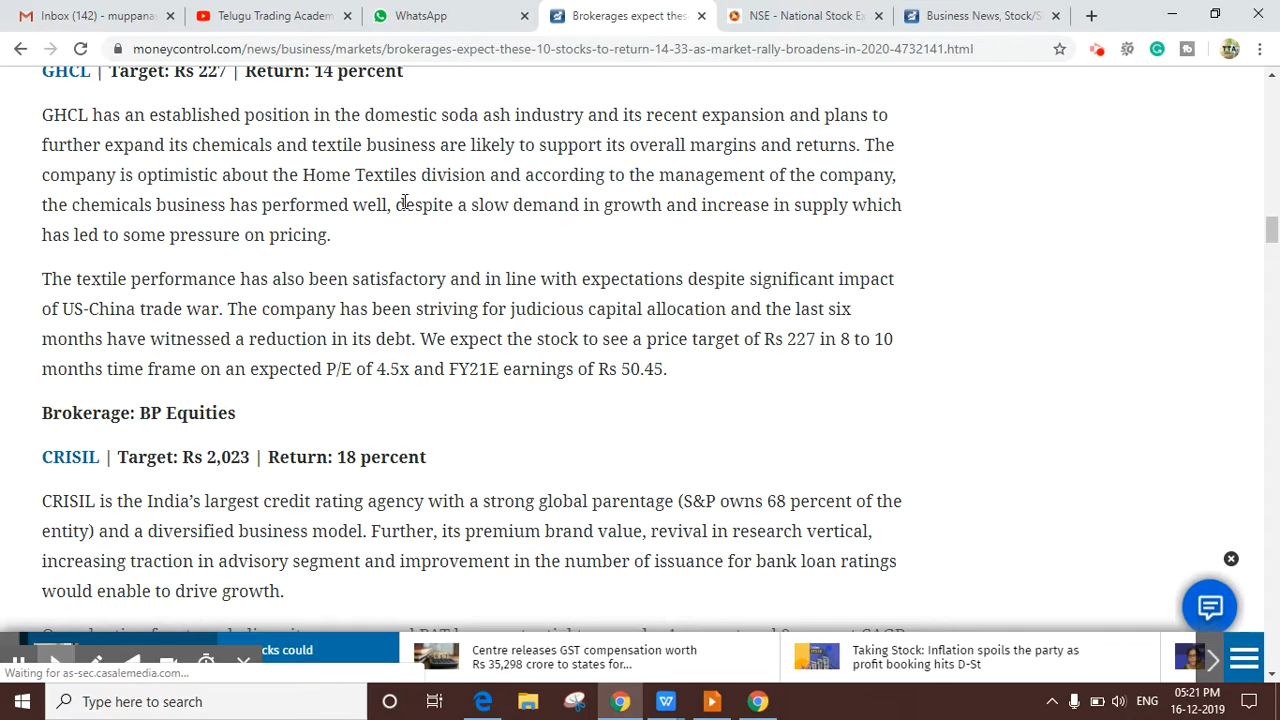 Inbox (142) - muppana
Telugu Trading Academ
WhatsApp
Brokerages expect thes
NSE - National Stock Ex
Business News, Stock/S
moneycontrol.com/news/business/markets/brokerages-expect-these-10-stocks-to-return-14-33-as-market-rally-broadens-in-2020-4732141.html
GHCL | Target: Rs 227 | Return: 14 percent
GHCL has an established position in the domestic soda ash industry and its recent expansion and plans to
further expand its chemicals and textile business are likely to support its overall margins and returns. The
company is optimistic about the Home Textiles division and according to the management of the company,
the chemicals business has performed well, despite a slow demand in growth and increase in supply which
has led to some pressure on pricing.
The textile performance has also been satisfactory and in line with expectations despite significant impact
of US-China trade war. The company has been striving for judicious capital allocation and the last six
months have witnessed a reduction in its debt. We expect the stock to see a price target of Rs 227 in 8 to 10
months time frame on an expected P/E of 4.5x and FY21E earnings of Rs 50.45.
Brokerage: BP Equities
CRISIL | Target: Rs 2,023 | Return: 18 percent
CRISIL is the India's largest credit rating agency with a strong global parentage (S&P owns 68 percent of the
entity) and a diversified business model. Further, its premium brand value, revival in research vertical,
increasing traction in advisory segment and improvement in the number of issuance for bank loan ratings
would enable to drive growth.
cks could
Centre releases GST compensation worth
Rs 35,298 crore to states for...
Taking Stock: Inflation spoils the party as
profit booking hits D-St
Waiting for as-sec.casalemedia.com...
Type here to search
ENG
05:21 PM
16-12-2019